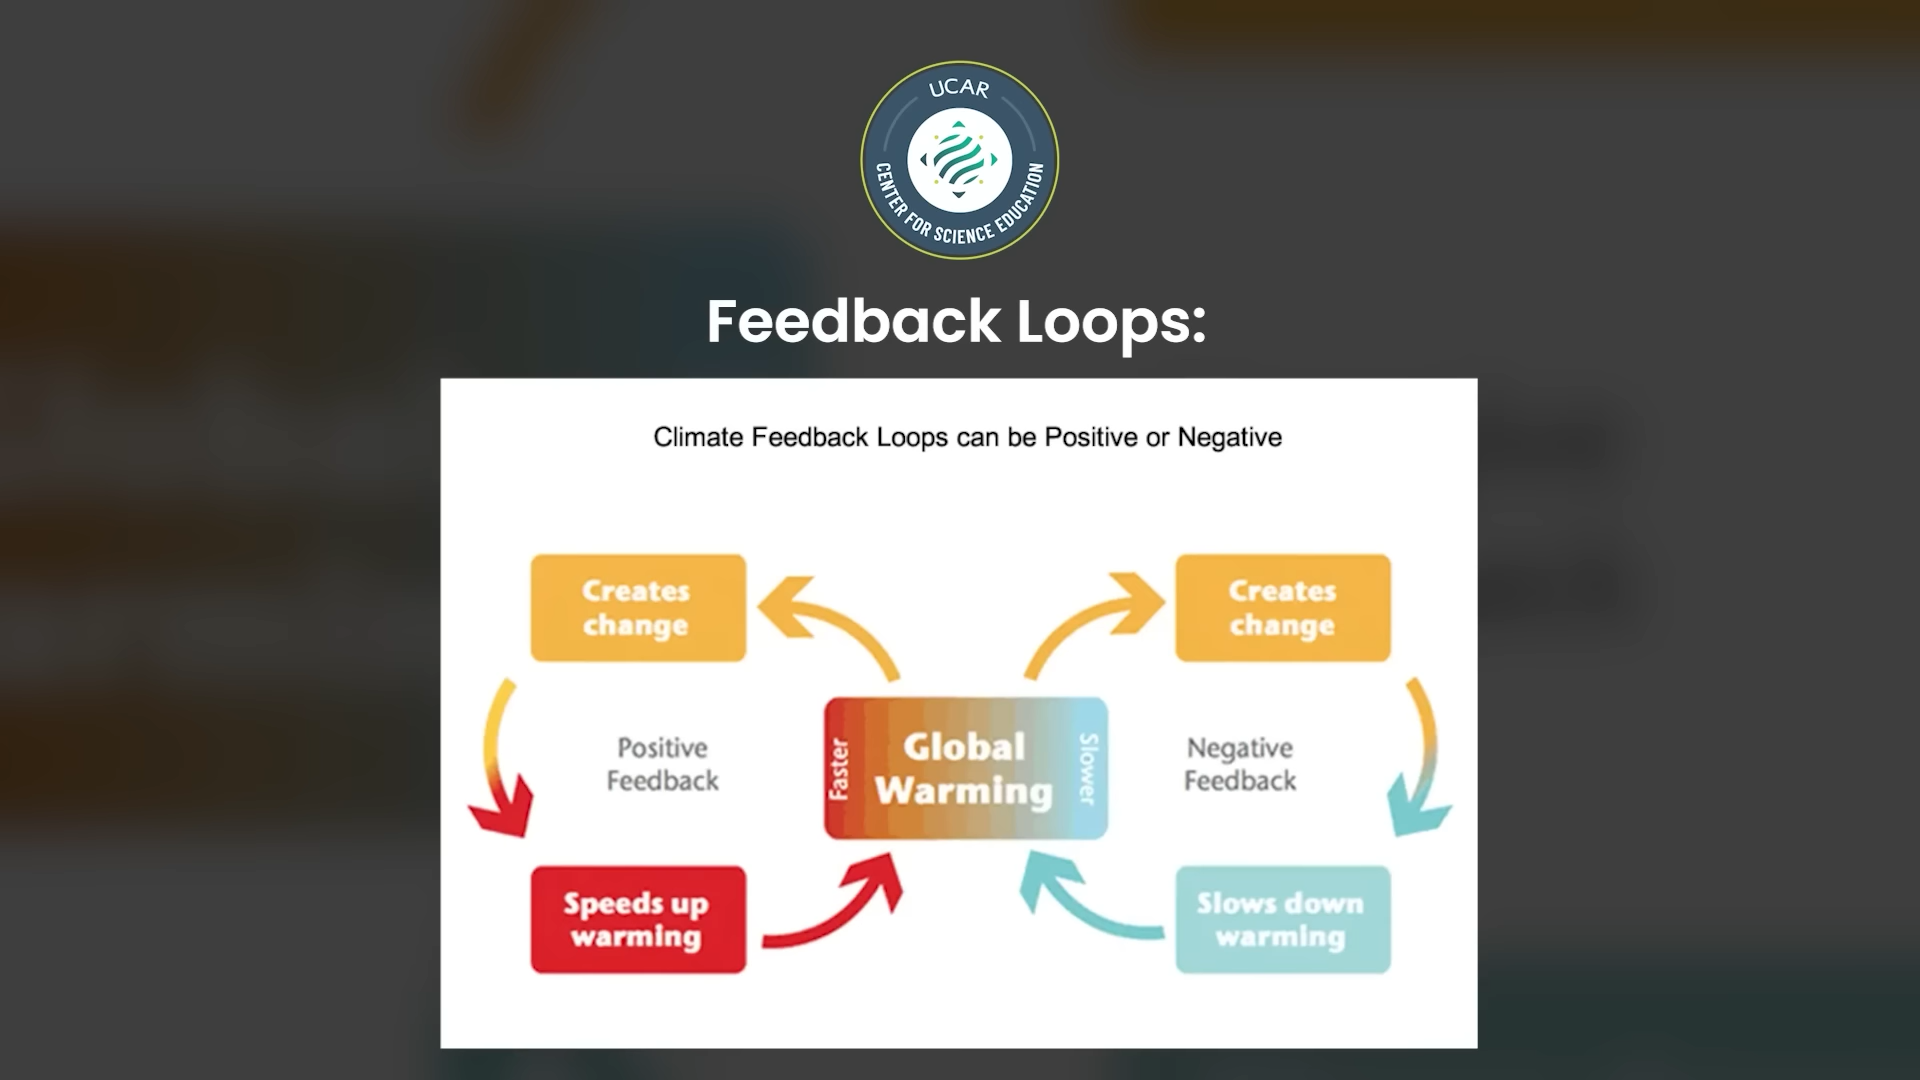 UCAR
CENTER FOR SCIENCE EDUCATION
Feedback Loops:
Climate Feedback Loops can be Positive or Negative
Creates
change
Creates
change
Positive
Feedback
Faster
Global
Warming
Slower
Negative
Feedback
Speeds up
warming
Slows down
warming